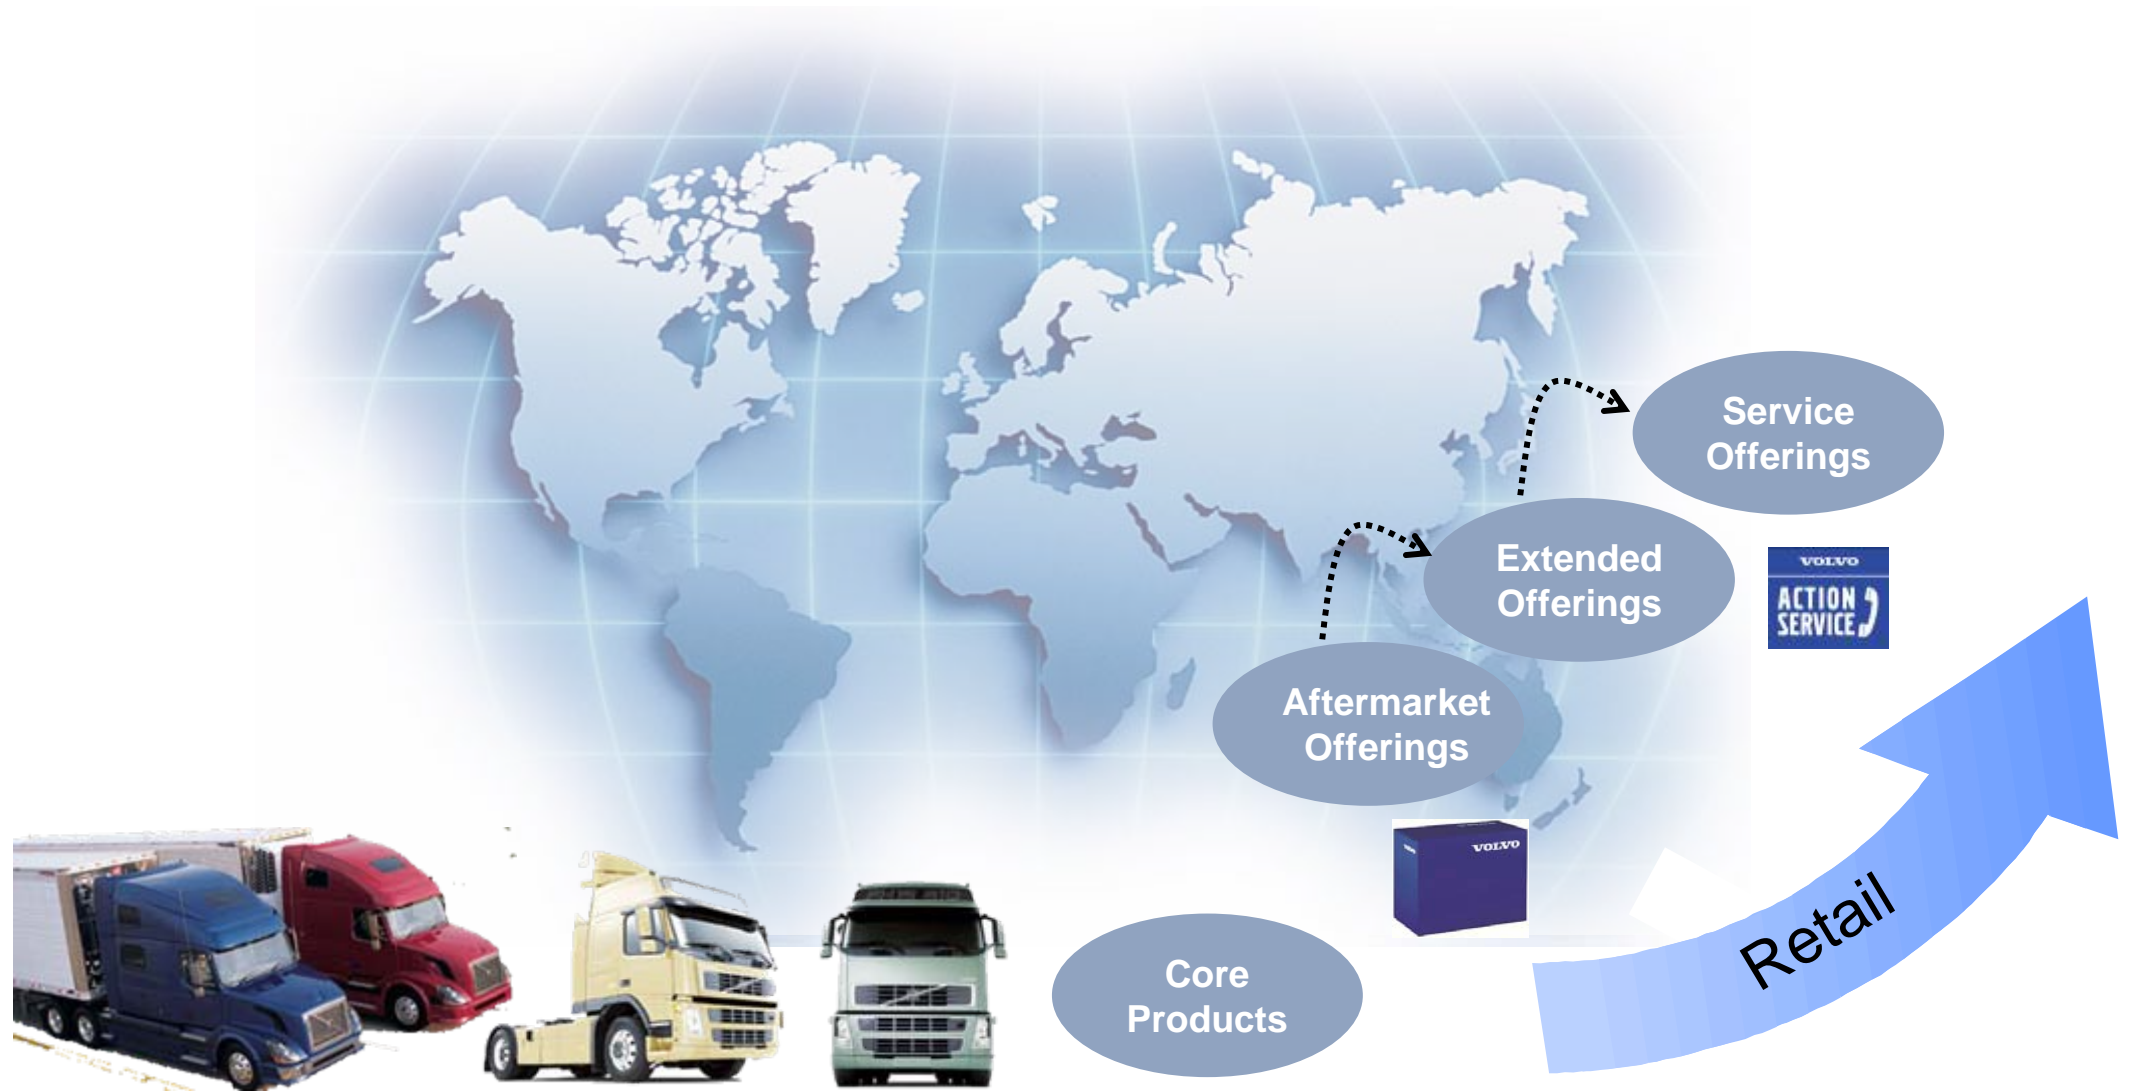 Service
Offerings
Extended
Offerings
VOLVO
ACTION
SERVICE
Aftermarket
Offerings
VOLVO
Retail
Core
Products